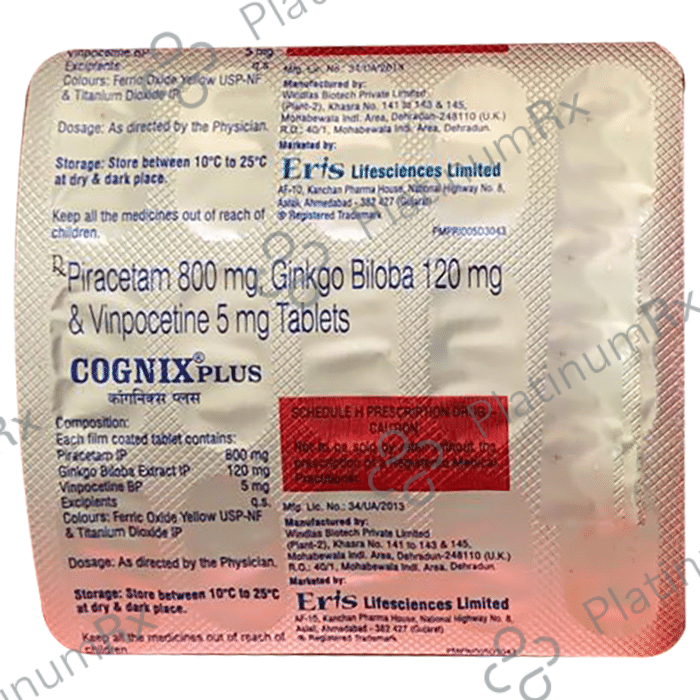 Vinpocetine BP 5 mg
Excipients q.s.
Colours: Ferric Oxide Yellow USP-NF
& Titanium Dioxide IP
Dosage: As directed by the Physician.
Storage: Store between 10°C to 25°C
at dry & dark place.
Keep all the medicines out of reach of
children.
Mfg. Lic. No.: 34/UA/2013
Manufactured by:
Windlas Biotech Private Limited
(Plant-2), Khasra No. 141 to 143 & 145,
Mohabewala Indl. Area, Dehradun-248110 (U.K.)
R.O.: 40/1, Mohabewala Indl. Area, Dehradun.
Marketed by:
Eris Lifesciences Limited
AF-10, Kanchan Pharma House, National Highway No. 8,
Aslali, Ahmedabad - 382 427 (Gujarat)
® Registered Trademark
PMPRI005D3043
Rx Piracetam 800 mg, Ginkgo Biloba 120 mg
& Vinpocetine 5 mg Tablets
COGNIX® PLUS
कॉगनिक्स प्लस
Composition:
Each film coated tablet contains:
Piracetam IP 800 mg
Ginkgo Biloba Extract IP 120 mg
Vinpocetine BP 5 mg
Excipients q.s.
Colours: Ferric Oxide Yellow USP-NF
& Titanium Dioxide IP
Dosage: As directed by the Physician.
Storage: Store between 10°C to 25°C
at dry & dark place.
Keep all the medicines out of reach of
children.
SCHEDULE H PRESCRIPTION DRUG
CAUTION
Not to be sold by retail without the
prescription of a Registered Medical
Practitioner.
Mfg. Lic. No.: 34/UA/2013
Manufactured by:
Windlas Biotech Private Limited
(Plant-2), Khasra No. 141 to 143 & 145,
Mohabewala Indl. Area, Dehradun-248110 (U.K.)
R.O.: 40/1, Mohabewala Indl. Area, Dehradun.
Marketed by:
Eris Lifesciences Limited
AF-10, Kanchan Pharma House, National Highway No. 8,
Aslali, Ahmedabad - 382 427 (Gujarat)
® Registered Trademark
PMPRI005D3043
PlatinumRx
PlatinumRx
PlatinumRx
PlatinumRx
PlatinumRx